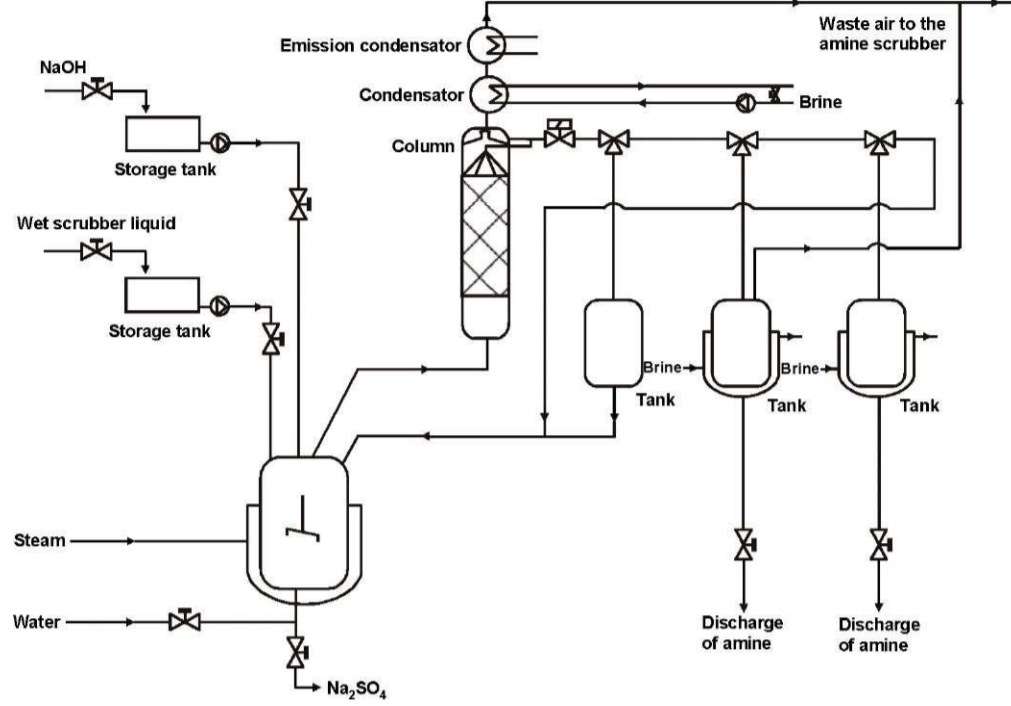 Waste air to the
amine scrubber
Emission condensator
NaOH
Condensator
Brine
Column
Storage tank
Wet scrubber liquid
Storage tank
Brine
Brine
Tank
Tank
Tank
Steam
Water
Discharge
of amine
Discharge
of amine
Na₂SO₄